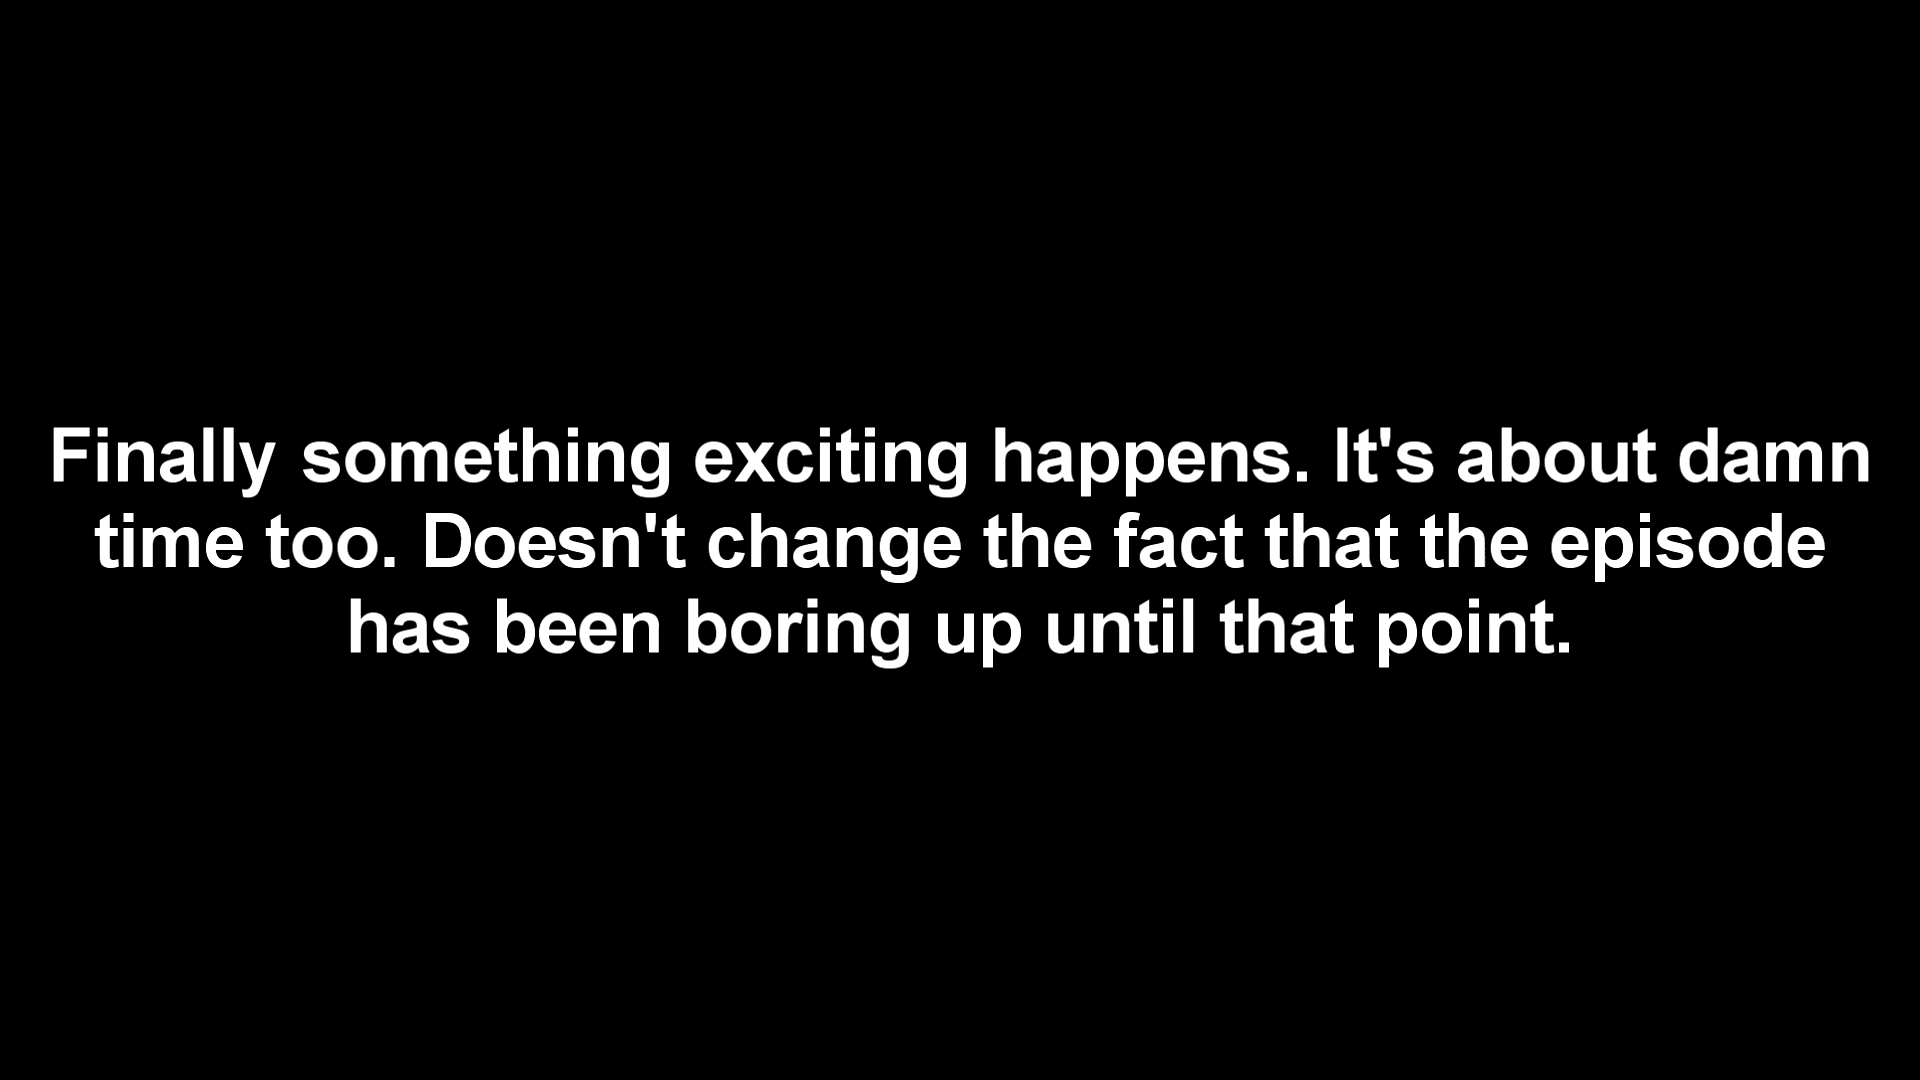 Finally something exciting happens. It's about damn
time too. Doesn't change the fact that the episode
has been boring up until that point.